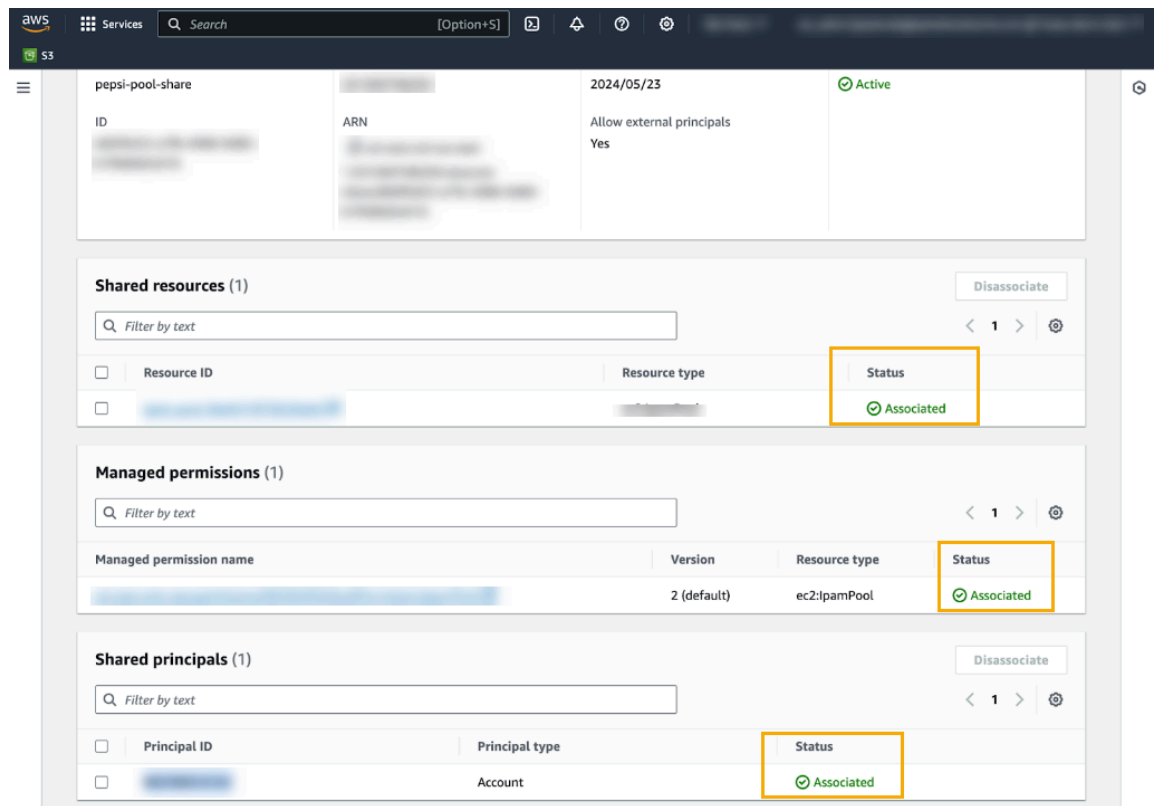 aws Services Search [Option+S]
S3
pepsi-pool-share 2024/05/23 Active
ID ARN Allow external principals
Yes
Shared resources (1) Disassociate
Filter by text 1
Resource ID Resource type Status
Associated
Managed permissions (1)
Filter by text 1
Managed permission name Version Resource type Status
2 (default) ec2:IpamPool Associated
Shared principals (1) Disassociate
Filter by text 1
Principal ID Principal type Status
Account Associated